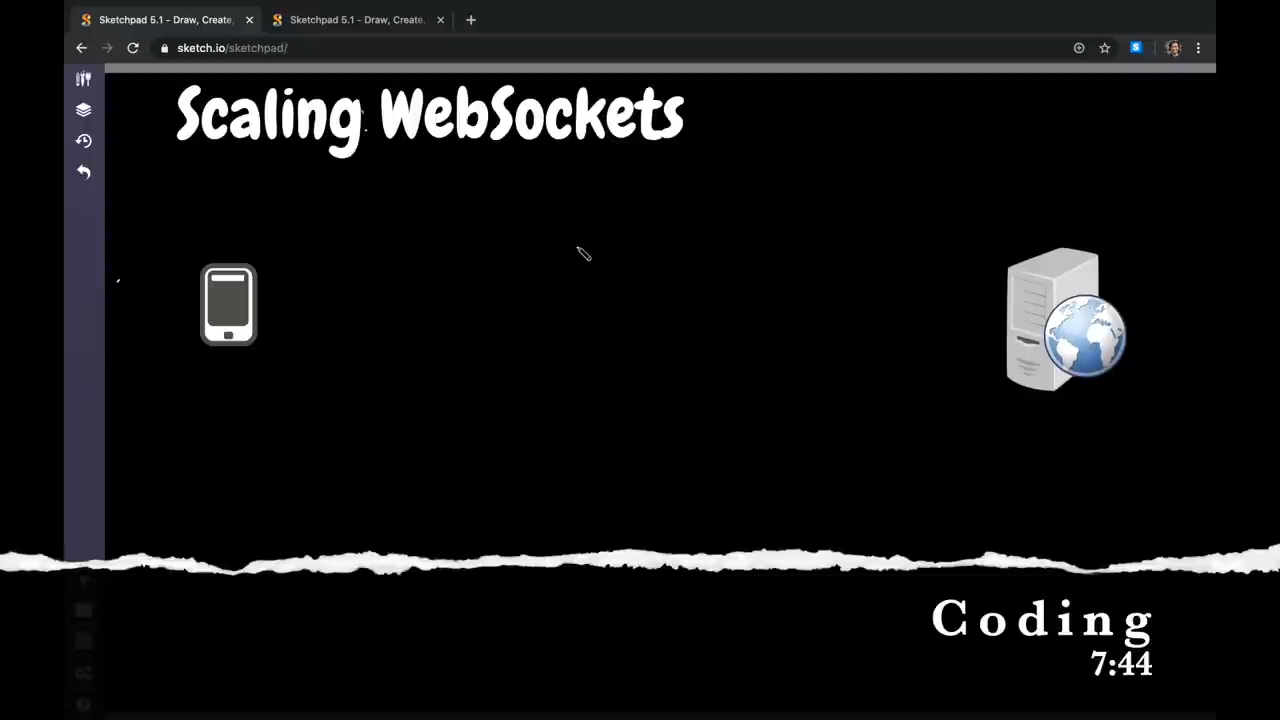 Sketchpad 5.1 - Draw, Create,
Sketchpad 5.1 - Draw, Create.
sketch.io/sketchpad/
Scaling WebSockets
Coding
7:44